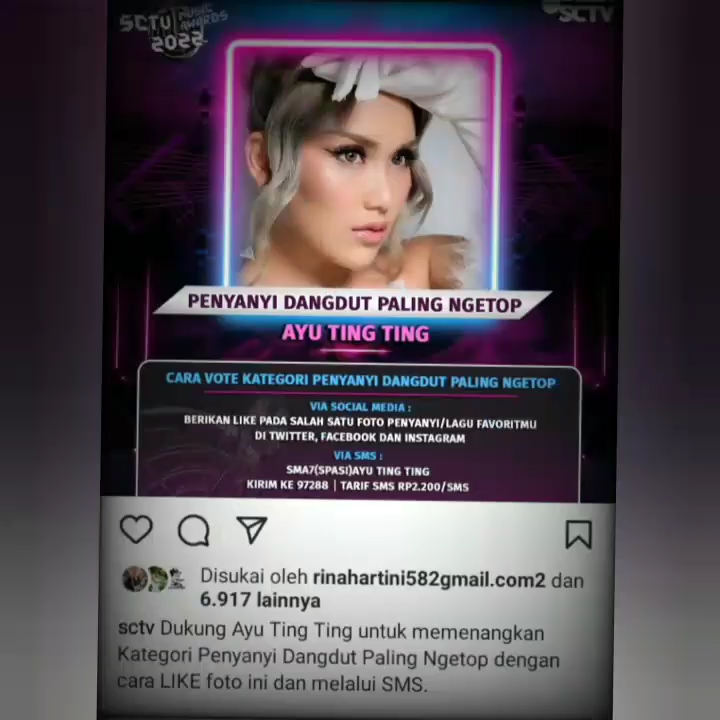 SCTV MUSIC
AWARDS
2022
SCTV
PENYANYI DANGDUT PALING NGETOP
AYU TING TING
CARA VOTE KATEGORI PENYANYI DANGDUT PALING NGETOP
VIA SOCIAL MEDIA :
BERIKAN LIKE PADA SALAH SATU FOTO PENYANYI/LAGU FAVORITMU
DI TWITTER, FACEBOOK DAN INSTAGRAM
VIA SMS :
SMA7(SPASI)AYU TING TING
KIRIM KE 97288 | TARIF SMS RP2.200/SMS
Disukai oleh rinahartini582gmail.com2 dan
6.917 lainnya
sctv Dukung Ayu Ting Ting untuk memenangkan
Kategori Penyanyi Dangdut Paling Ngetop dengan
cara LIKE foto ini dan melalui SMS.